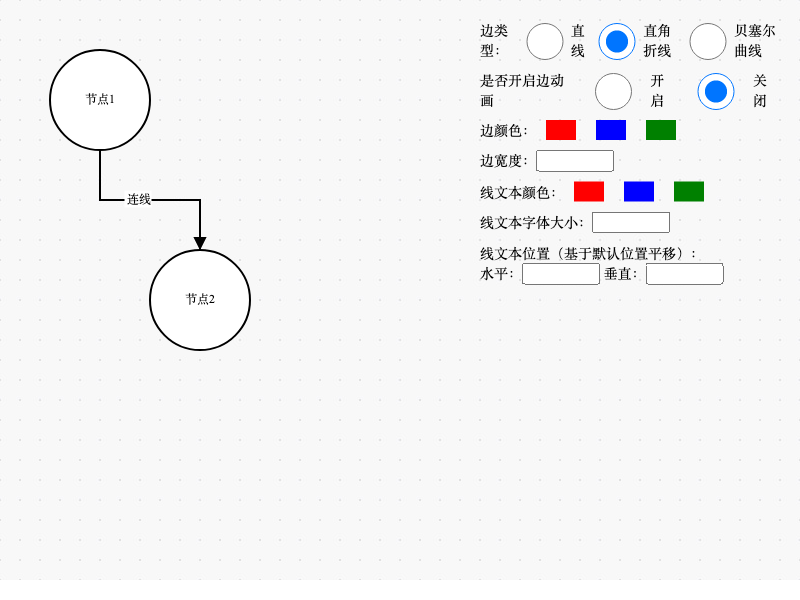 边类
型：
直
线
直角
折线
贝塞尔
曲线
是否开启边动
画
开
启
关
闭
节点1
边颜色：
边宽度：
线文本颜色：
连线
线文本字体大小：
线文本位置（基于默认位置平移）：
水平：
垂直：
节点2